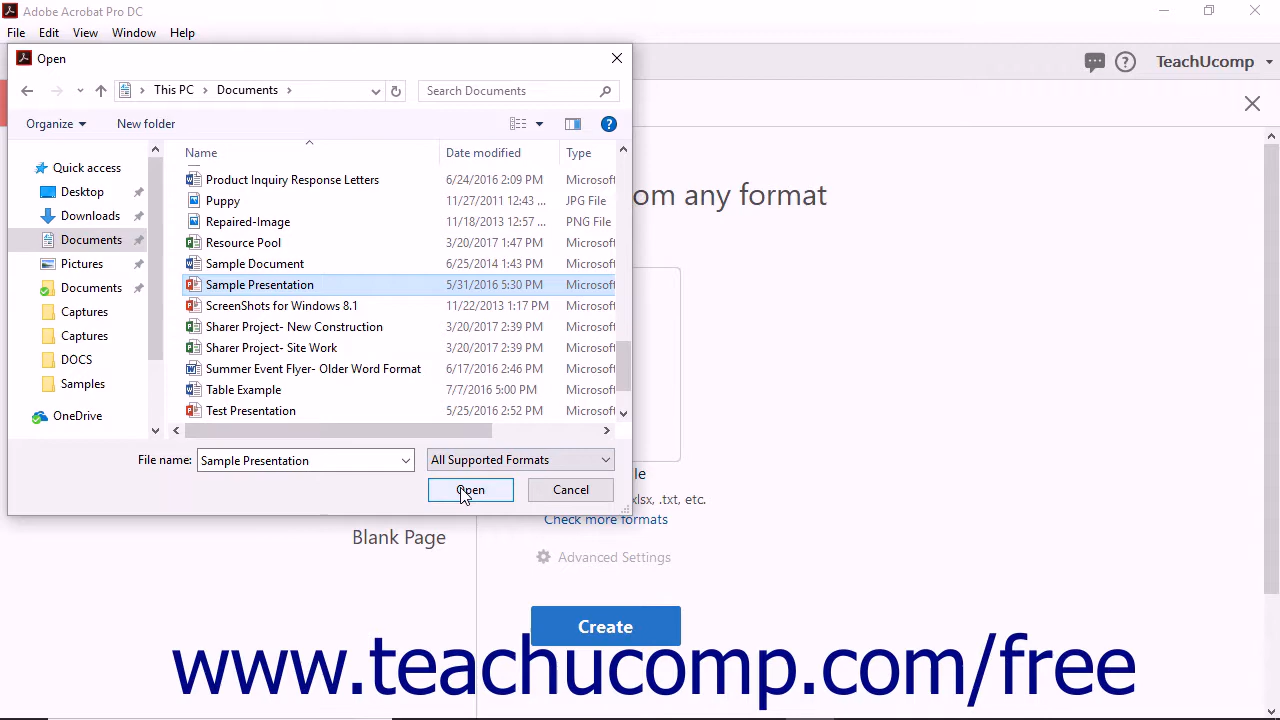 Adobe Acrobat Pro DC
File Edit View Window Help
Open
TeachUcomp
This PC > Documents >
Search Documents
Organize New folder
Name Date modified Type
Quick access
Desktop
Downloads
Documents
Pictures
Documents
Captures
Captures
DOCS
Samples
OneDrive
Product Inquiry Response Letters 6/24/2016 2:09 PM Microsoft
Puppy 11/27/2011 12:43 ... JPG File
Repaired-Image 11/18/2013 12:57 ... PNG File
Resource Pool 3/20/2017 1:47 PM Microsoft
Sample Document 6/25/2014 1:43 PM Microsoft
Sample Presentation 5/31/2016 5:30 PM Microsoft
ScreenShots for Windows 8.1 11/22/2013 1:17 PM Microsoft
Sharer Project- New Construction 3/20/2017 2:39 PM Microsoft
Sharer Project- Site Work 3/20/2017 2:39 PM Microsoft
Summer Event Flyer- Older Word Format 6/17/2016 2:46 PM Microsoft
Table Example 7/7/2016 5:00 PM Microsoft
Test Presentation 5/25/2016 2:52 PM Microsoft
File name: Sample Presentation All Supported Formats
Open Cancel
om any format
le
xlsx, .txt, etc.
Check more formats
Blank Page
Advanced Settings
Create
www.teachucomp.com/free